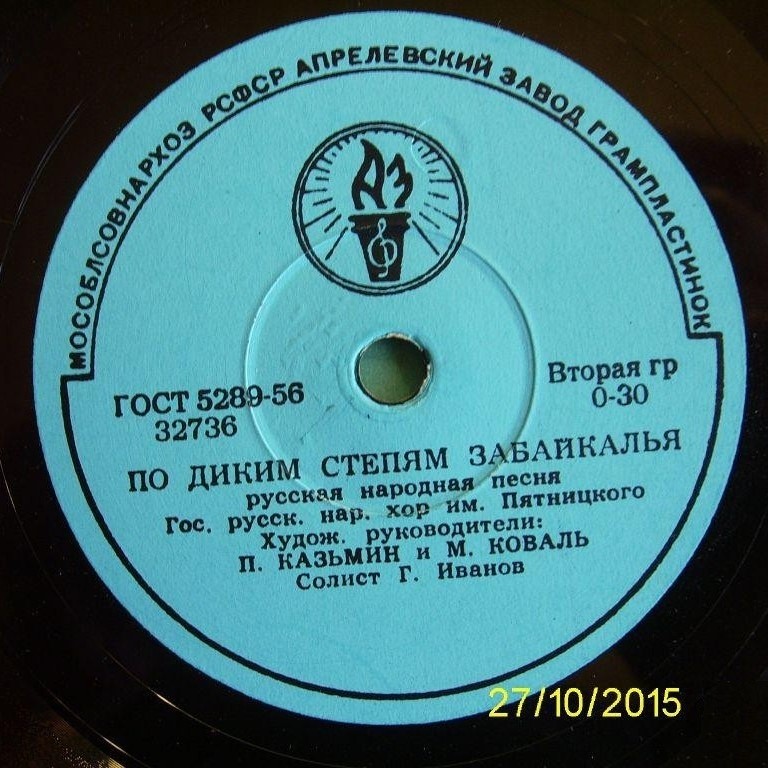 МОСОБЛСОВНАРХОЗ РСФСР АПРЕЛЕВСКИЙ ЗАВОД ГРАМПЛАСТИНОК
АЗ
ГОСТ 5289-56
32736
Вторая гр
0-30
ПО ДИКИМ СТЕПЯМ ЗАБАЙКАЛЬЯ
русская народная песня
Гос. русск. нар. хор им. Пятницкого
Худож. руководители:
П. КАЗЬМИН и М. КОВАЛЬ
Солист Г. Иванов
27/10/2015